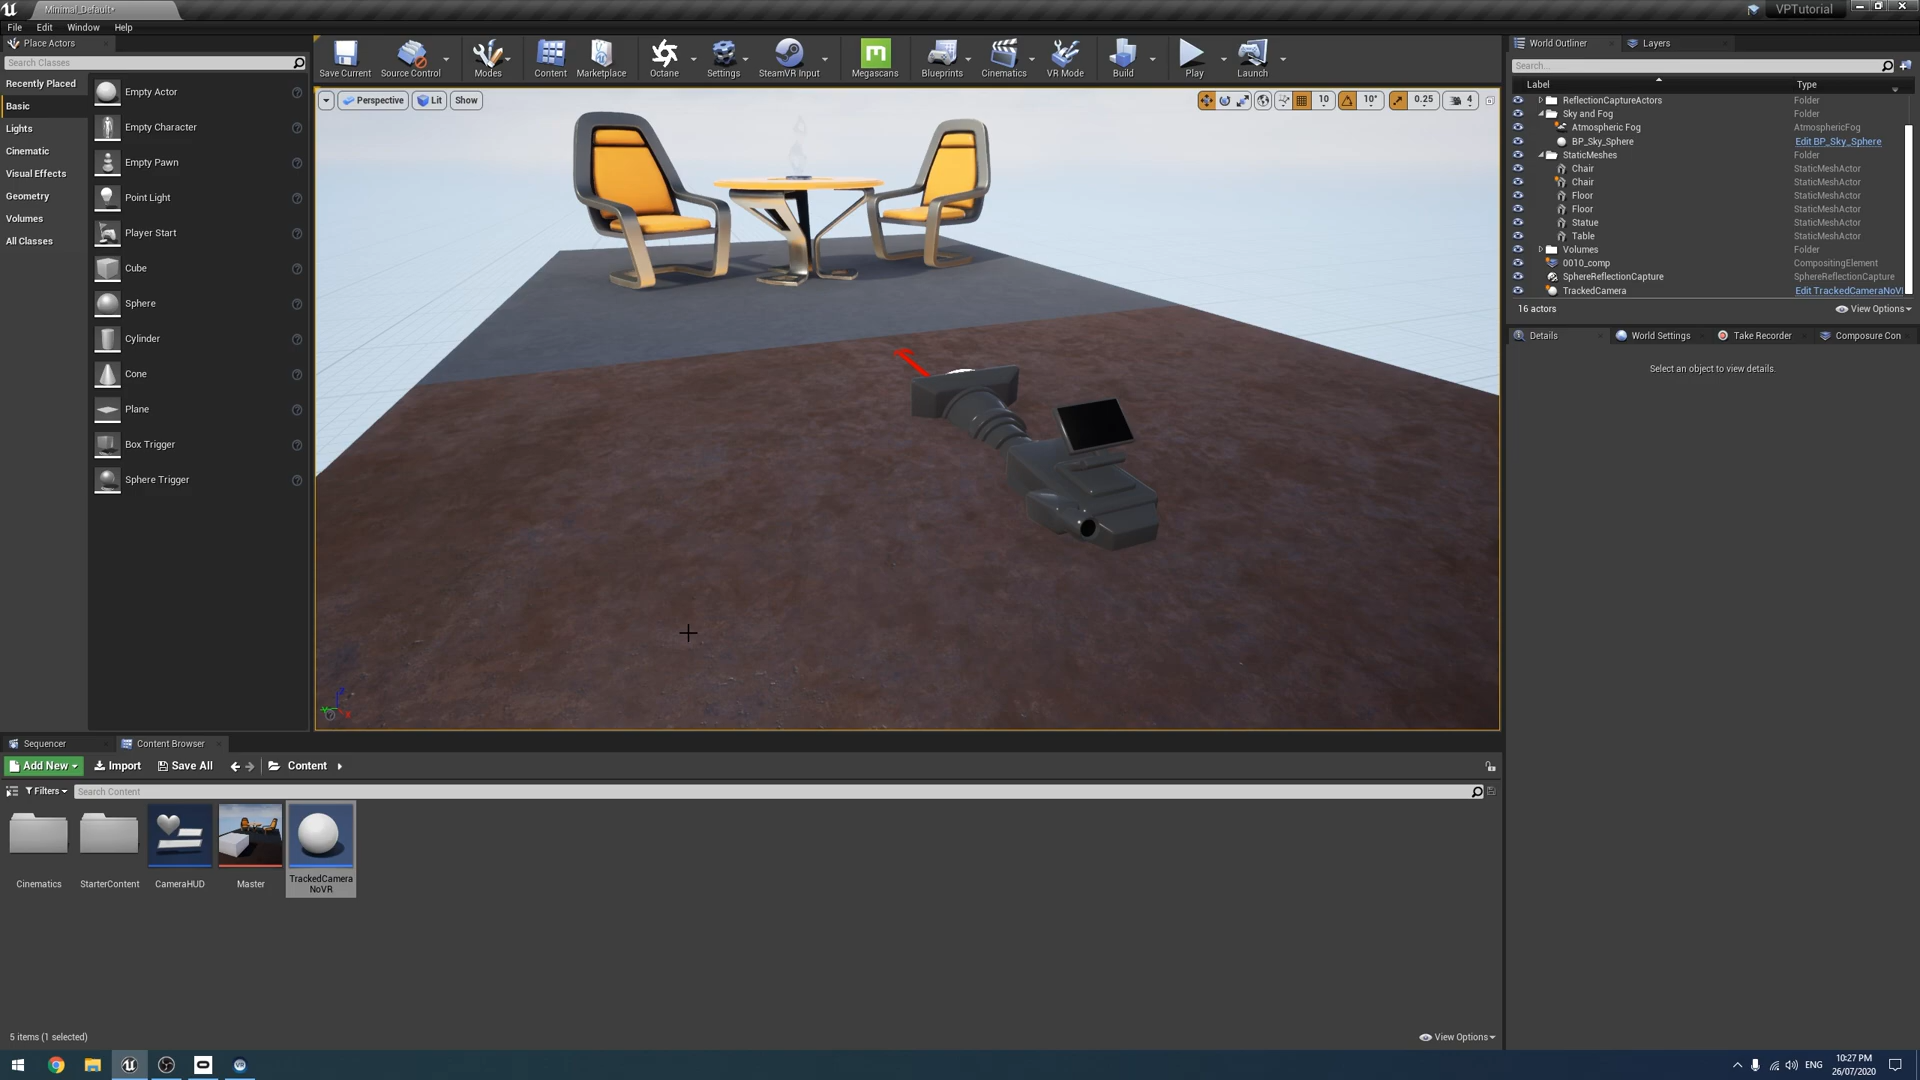 Minimal_Default*
VPTutorial
File Edit Window Help
Place Actors
Search Classes
Recently Placed
Basic
Lights
Cinematic
Visual Effects
Geometry
Volumes
All Classes
Empty Actor
Empty Character
Empty Pawn
Point Light
Player Start
Cube
Sphere
Cylinder
Cone
Plane
Box Trigger
Sphere Trigger
Save Current Source Control Modes Content Marketplace Octane Settings SteamVR Input Megascans Blueprints Cinematics VR Mode Build Play Launch
Perspective Lit Show
10 10° 0.25 4
World Outliner Layers
Search...
Label Type
ReflectionCaptureActors Folder
Sky and Fog Folder
Atmospheric Fog AtmosphericFog
BP_Sky_Sphere Edit BP_Sky_Sphere
StaticMeshes Folder
Chair StaticMeshActor
Chair StaticMeshActor
Floor StaticMeshActor
Floor StaticMeshActor
Statue StaticMeshActor
Table StaticMeshActor
Volumes Folder
0010_comp CompositingElement
SphereReflectionCapture SphereReflectionCapture
TrackedCamera Edit TrackedCameraNoVI
16 actors View Options
Details World Settings Take Recorder Composure Con
Select an object to view details.
Sequencer Content Browser
Add New Import Save All Content
Filters Search Content
Cinematics
StarterContent
CameraHUD
Master
TrackedCamera
NoVR
5 items (1 selected) View Options
ENG
10:27 PM
26/07/2020